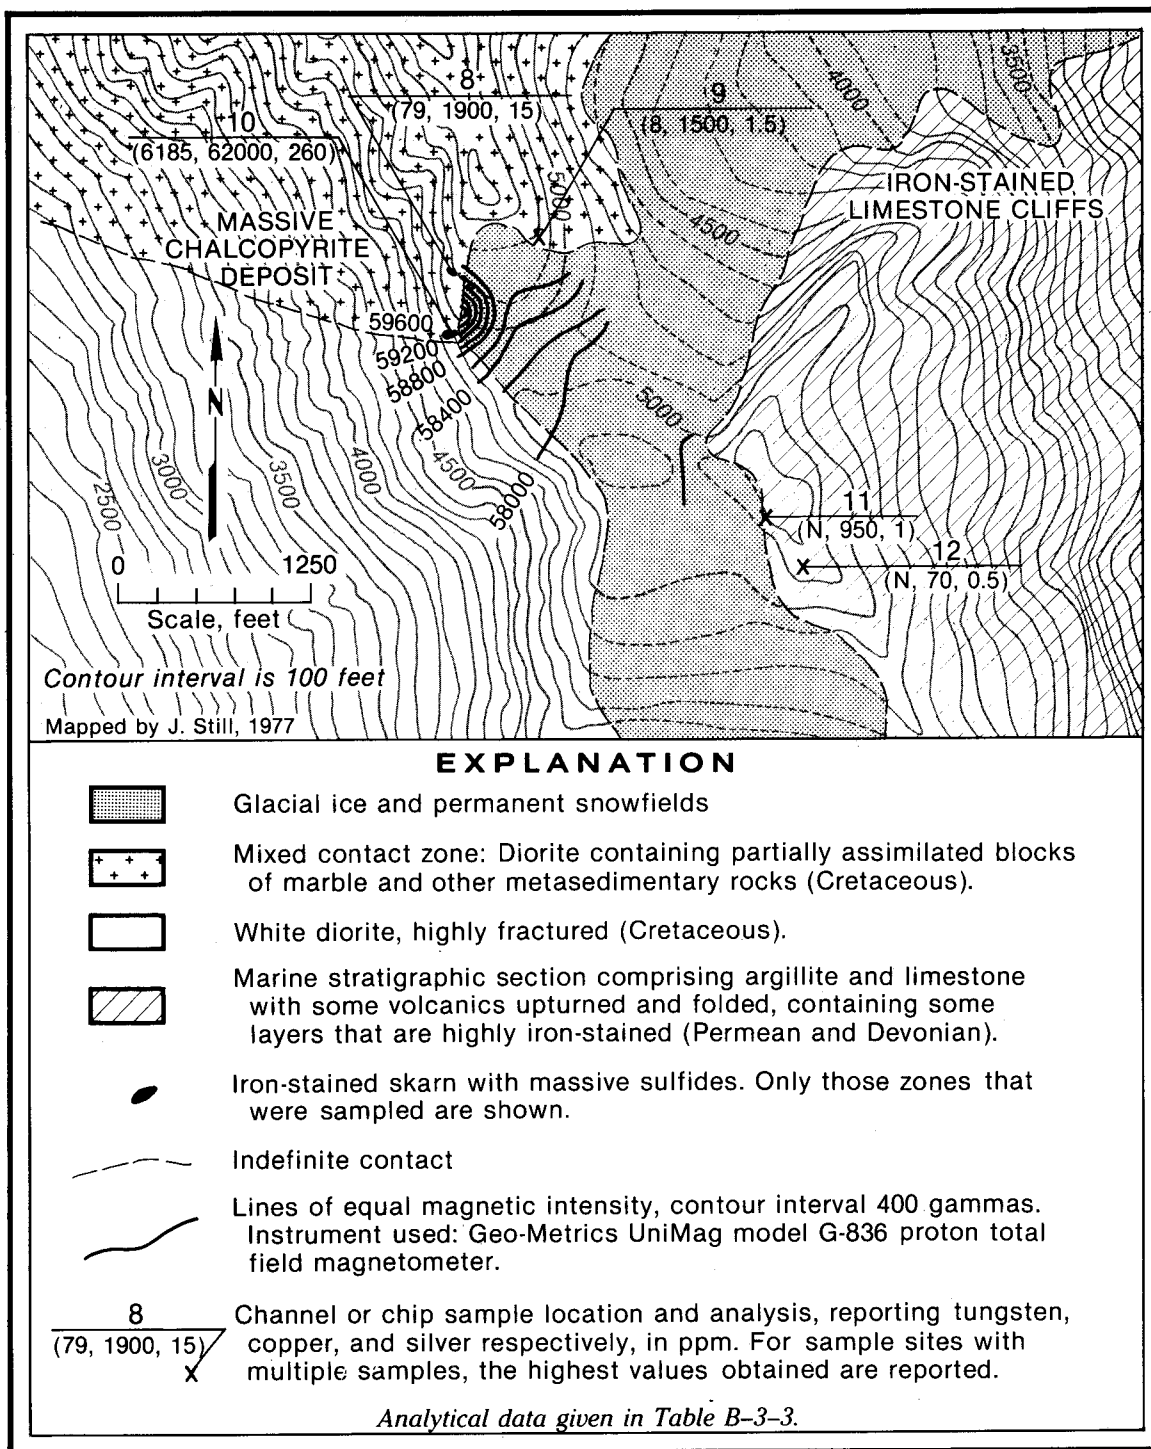 8
(79, 1900, 15)
9
(8, 1500, 1.5)
10
(6185, 62000, 260)
4000
3500
5000
4500
IRON-STAINED
LIMESTONE CLIFFS
MASSIVE
CHALCOPYRITE
DEPOSIT
59600
59200
58800
58400
58000
5000
N
2500
3000
3500
4000
4500
11
(N, 950, 1)
12
(N, 70, 0.5)
0 1250
Scale, feet
Contour interval is 100 feet
Mapped by J. Still, 1977
EXPLANATION
Glacial ice and permanent snowfields
Mixed contact zone: Diorite containing partially assimilated blocks
of marble and other metasedimentary rocks (Cretaceous).
White diorite, highly fractured (Cretaceous).
Marine stratigraphic section comprising argillite and limestone
with some volcanics upturned and folded, containing some
layers that are highly iron-stained (Permean and Devonian).
Iron-stained skarn with massive sulfides. Only those zones that
were sampled are shown.
Indefinite contact
Lines of equal magnetic intensity, contour interval 400 gammas.
Instrument used: Geo-Metrics UniMag model G-836 proton total
field magnetometer.
8
(79, 1900, 15)
X
Channel or chip sample location and analysis, reporting tungsten,
copper, and silver respectively, in ppm. For sample sites with
multiple samples, the highest values obtained are reported.
Analytical data given in Table B-3-3.